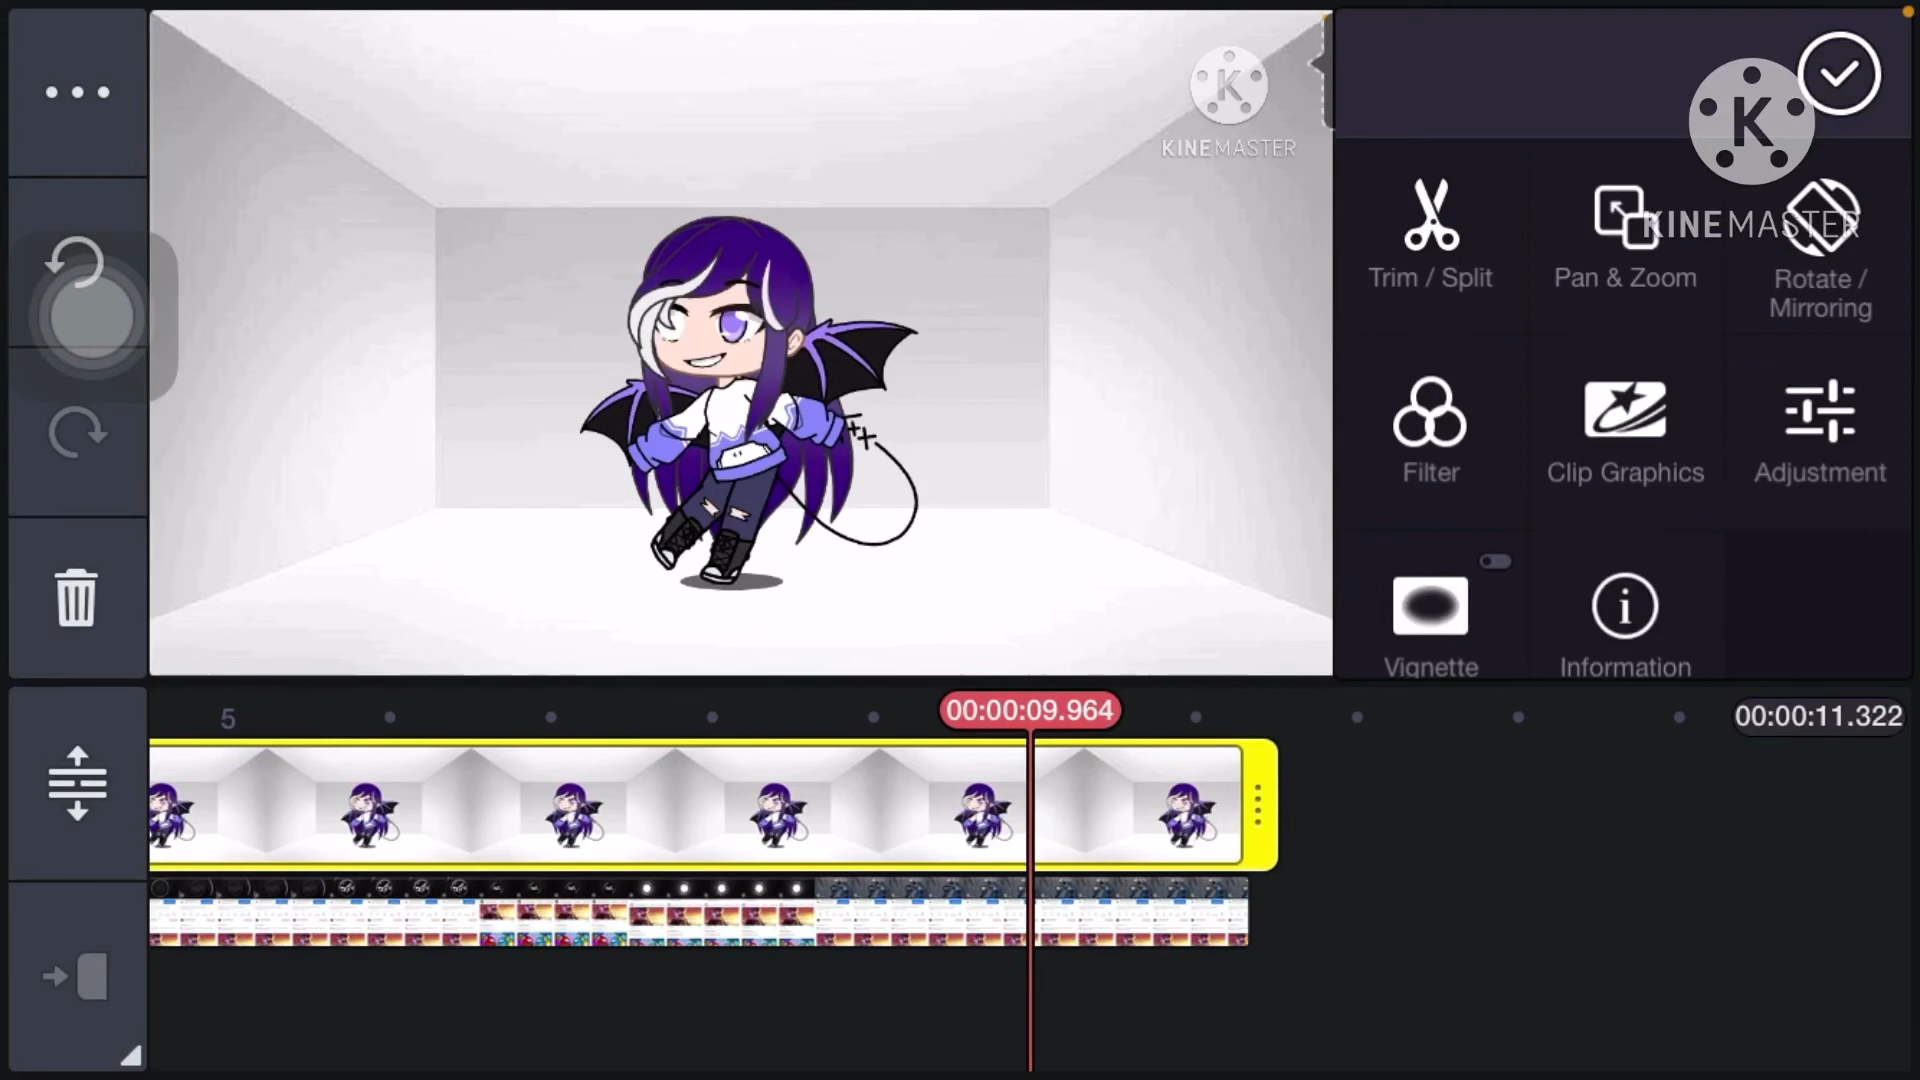 K
KINEMASTER
K
KINEMASTER
Trim / Split
Pan & Zoom
Rotate /
Mirroring
Filter
Clip Graphics
Adjustment
Vignette
Information
5
00:00:09.964
00:00:11.322